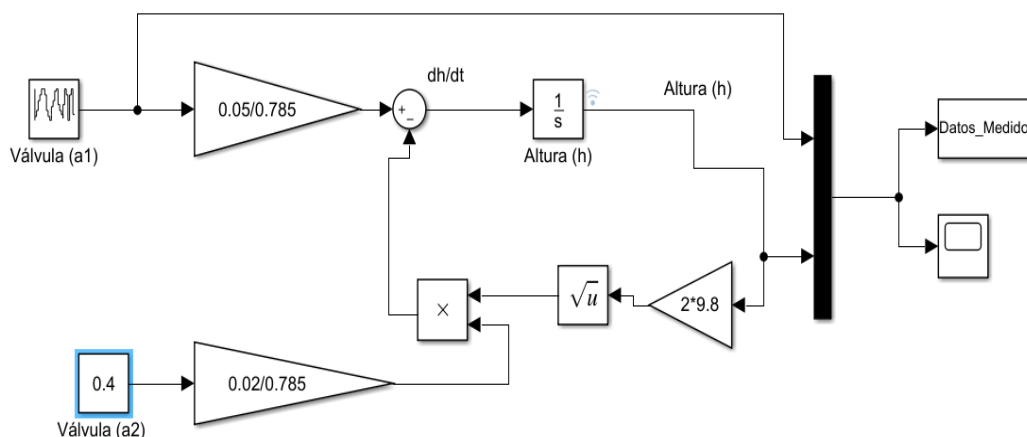 dh/dt
Altura (h)
0.05/0.785
+
−
1
s
Datos_Medido
Válvula (a1)
Altura (h)
√u
2*9.8
×
0.4
0.02/0.785
Válvula (a2)